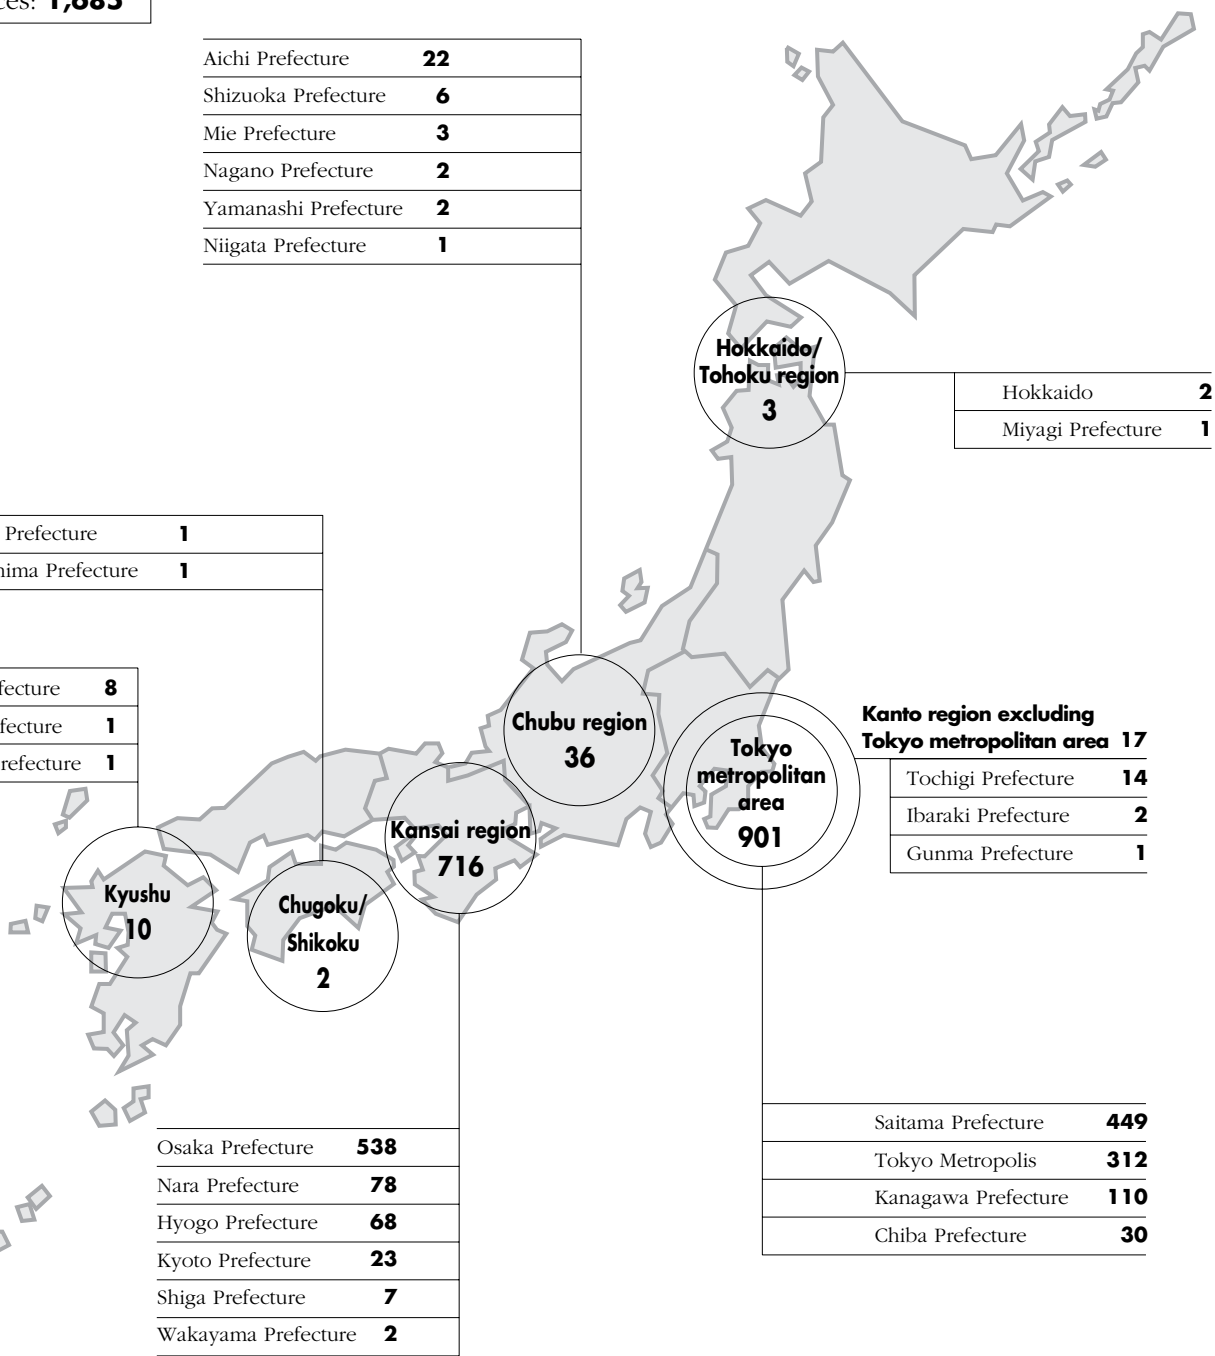 1,685
Aichi Prefecture 22
Shizuoka Prefecture 6
Mie Prefecture 3
Nagano Prefecture 2
Yamanashi Prefecture 2
Niigata Prefecture 1
Hokkaido/
Tohoku region
3
Hokkaido 2
Miyagi Prefecture 1
Prefecture 1
Prefecture 1
8
1
1
Chubu region
36
Kanto region excluding
Tokyo metropolitan area 17
Tochigi Prefecture 14
Ibaraki Prefecture 2
Gunma Prefecture 1
Tokyo
metropolitan
area
901
Kansai region
716
Kyushu
10
Chugoku/
Shikoku
2
Saitama Prefecture 449
Tokyo Metropolis 312
Kanagawa Prefecture 110
Chiba Prefecture 30
Osaka Prefecture 538
Nara Prefecture 78
Hyogo Prefecture 68
Kyoto Prefecture 23
Shiga Prefecture 7
Wakayama Prefecture 2